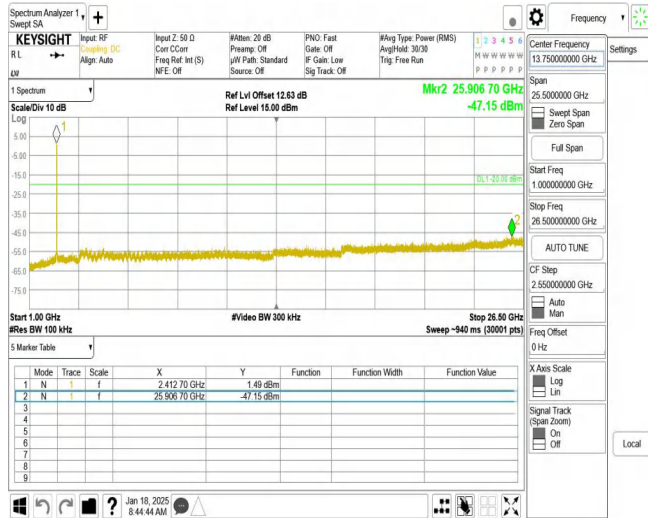 Spectrum Analyzer 1
Swept SA
Frequency
KEYSIGHT
Input: RF
Coupling: DC
Align: Auto
Input Z: 50 Ω
Corr CCorr
Freq Ref: Int (S)
NFE: Off
#Atten: 20 dB
Preamp: Off
µW Path: Standard
Source: Off
PNO: Fast
Gate: Off
IF Gain: Low
Sig Track: Off
#Avg Type: Power (RMS)
Avg|Hold: 30/30
Trig: Free Run
1 2 3 4 5 6
M W W W W W
P P P P P P
R L
LXI
1 Spectrum
Scale/Div 10 dB
Ref Lvl Offset 12.63 dB
Ref Level 15.00 dBm
Mkr2 25.906 70 GHz
-47.15 dBm
Log
1
5.00
-5.00
-15.0
DL1 -20.00 dBm
-25.0
-35.0
2
-45.0
-55.0
-65.0
-75.0
Start 1.00 GHz
#Video BW 300 kHz
Stop 26.50 GHz
#Res BW 100 kHz
Sweep ~940 ms (30001 pts)
5 Marker Table
Mode Trace Scale X Y Function Function Width Function Value
1 N 1 f 2.412 70 GHz 1.49 dBm
2 N 1 f 25.906 70 GHz -47.15 dBm
3
4
5
6
7
8
9
Jan 18, 2025
8:44:44 AM
Center Frequency
13.750000000 GHz
Settings
Span
25.5000000 GHz
Swept Span
Zero Span
Full Span
Start Freq
1.000000000 GHz
Stop Freq
26.500000000 GHz
AUTO TUNE
CF Step
2.550000000 GHz
Auto
Man
Freq Offset
0 Hz
X Axis Scale
Log
Lin
Signal Track
(Span Zoom)
On
Off
Local